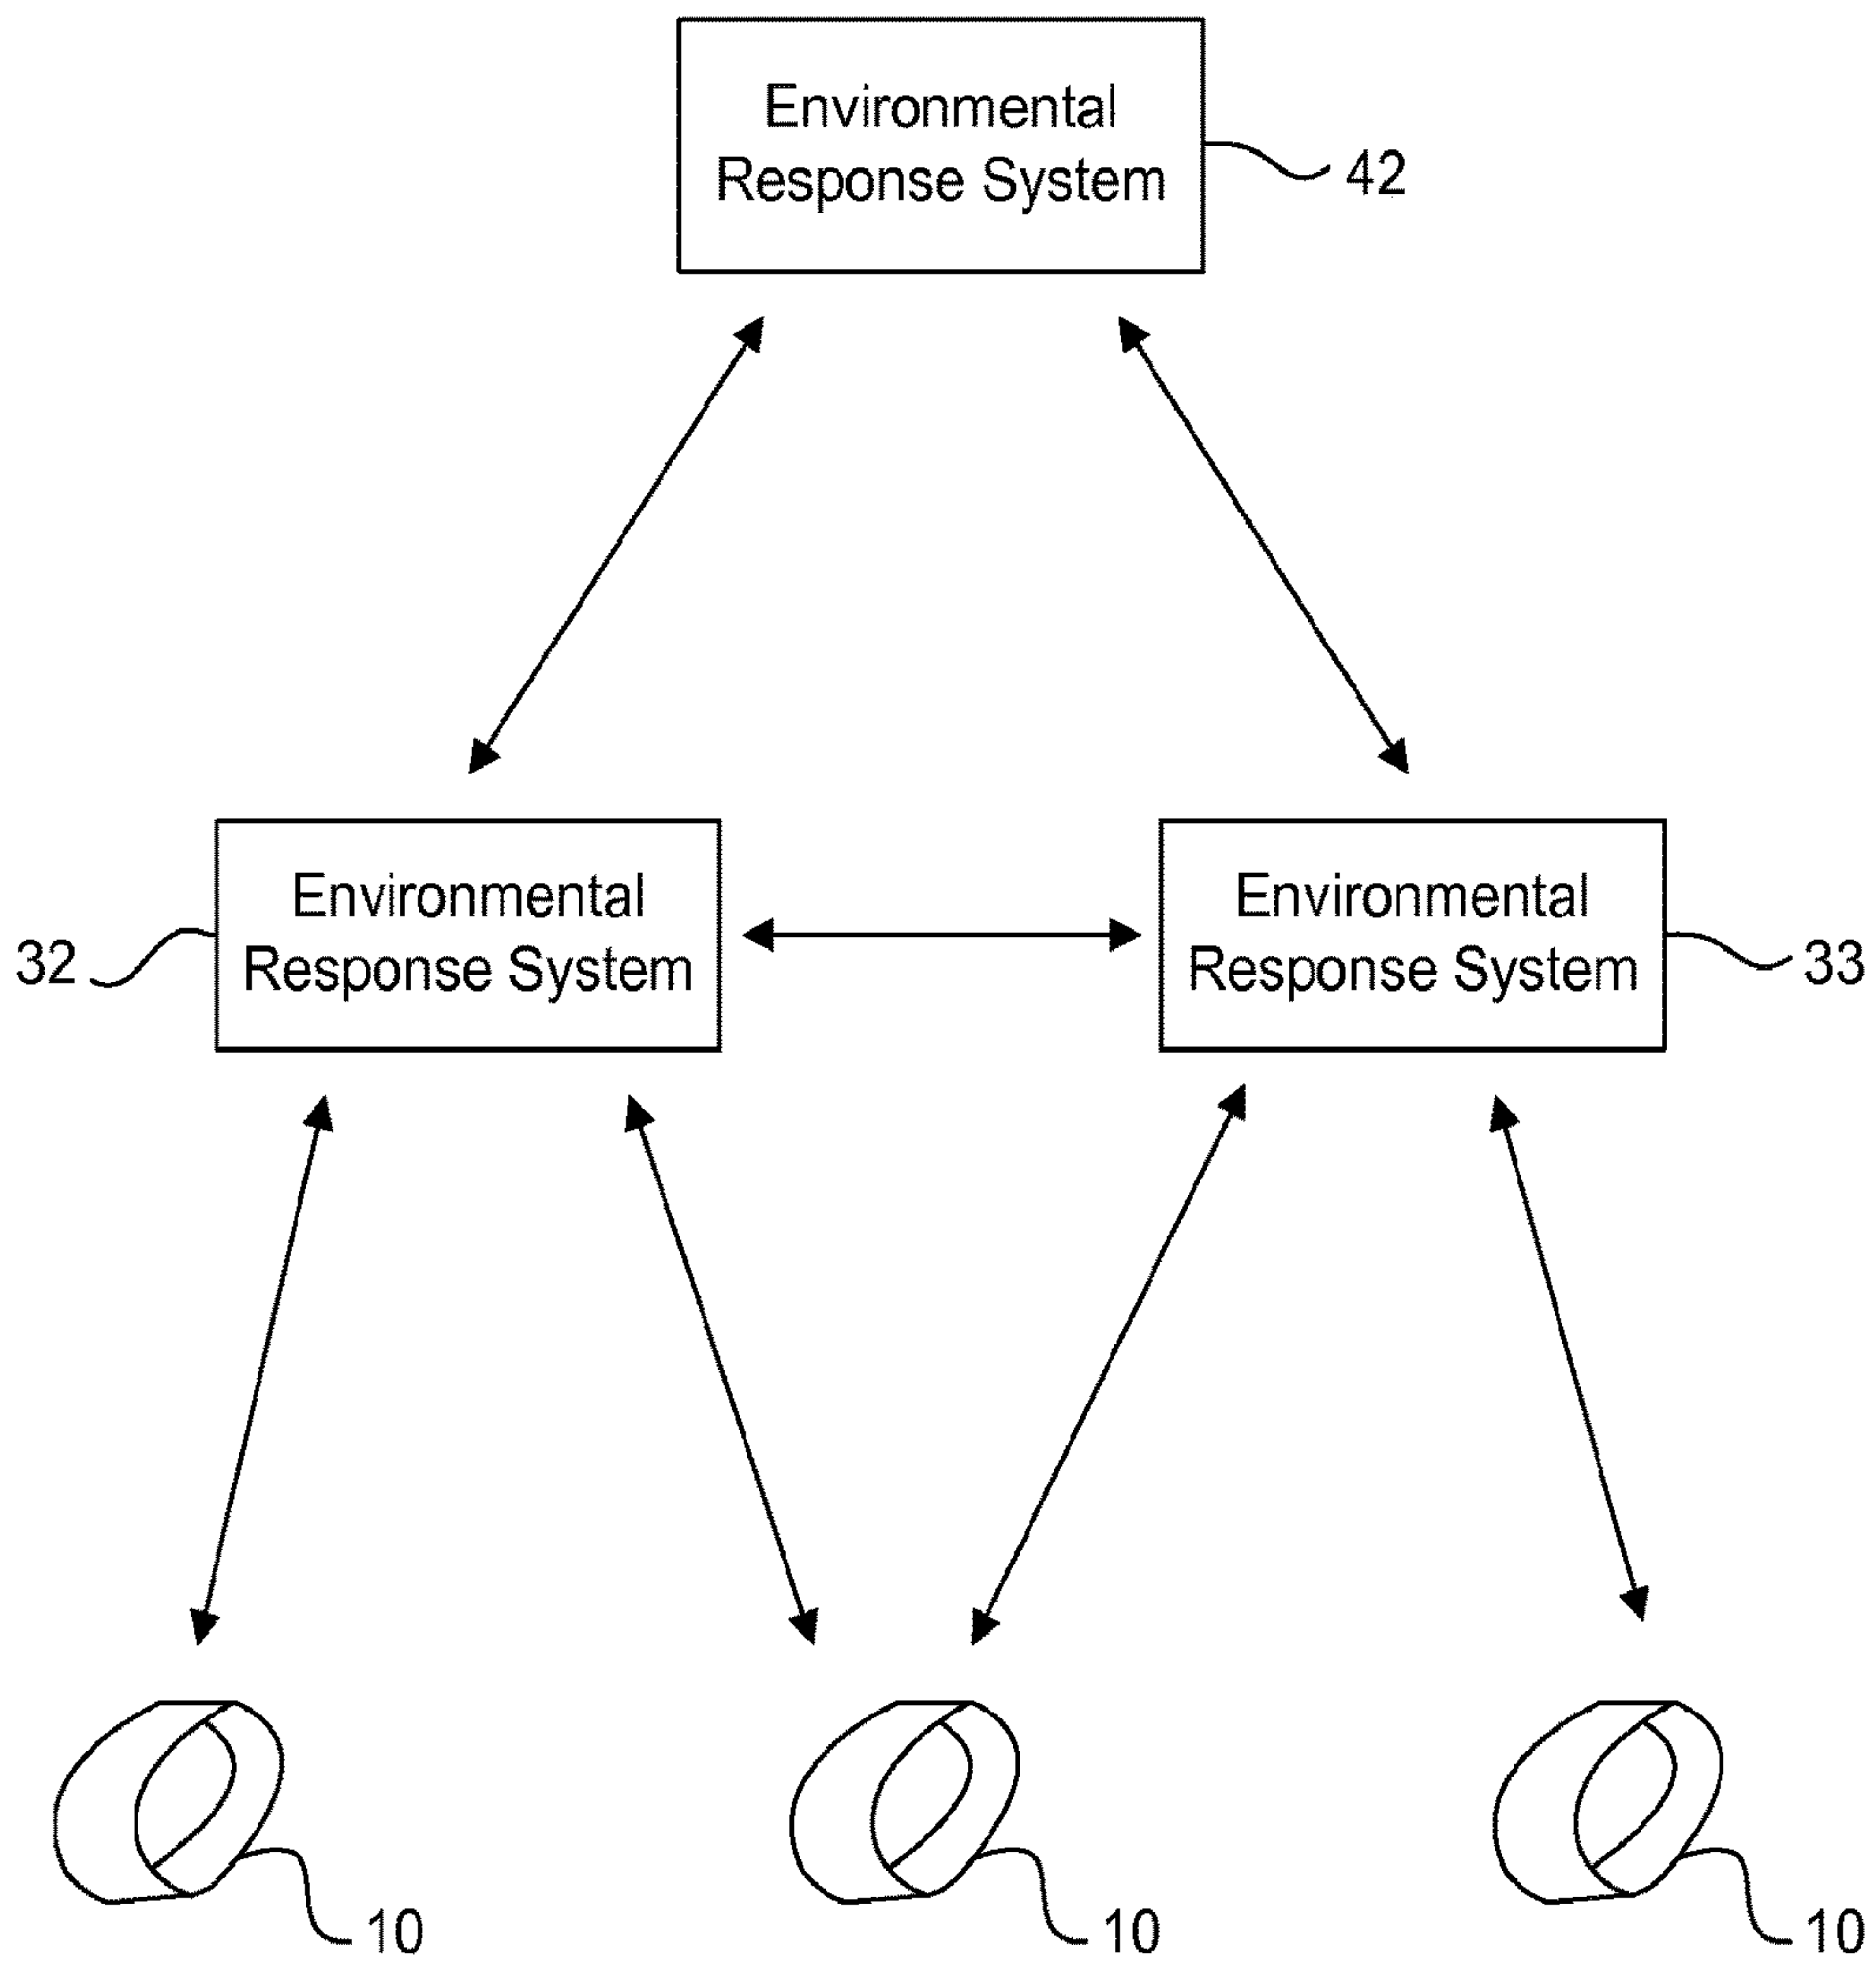 Environmental
Response System
42
Environmental
Response System
32
Environmental
Response System
33
10
10
10